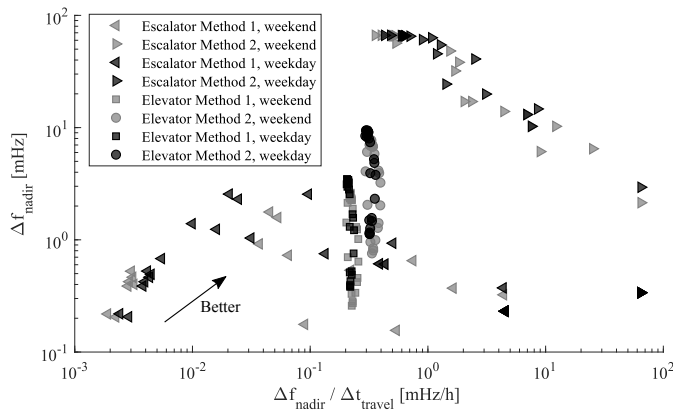 10^2
10^1
10^0
10^-1
Δf_nadir [mHz]
Escalator Method 1, weekend
Escalator Method 2, weekend
Escalator Method 1, weekday
Escalator Method 2, weekday
Elevator Method 1, weekend
Elevator Method 2, weekend
Elevator Method 1, weekday
Elevator Method 2, weekday
Better
10^-3 10^-2 10^-1 10^0 10^1 10^2
Δf_nadir / Δt_travel [mHz/h]